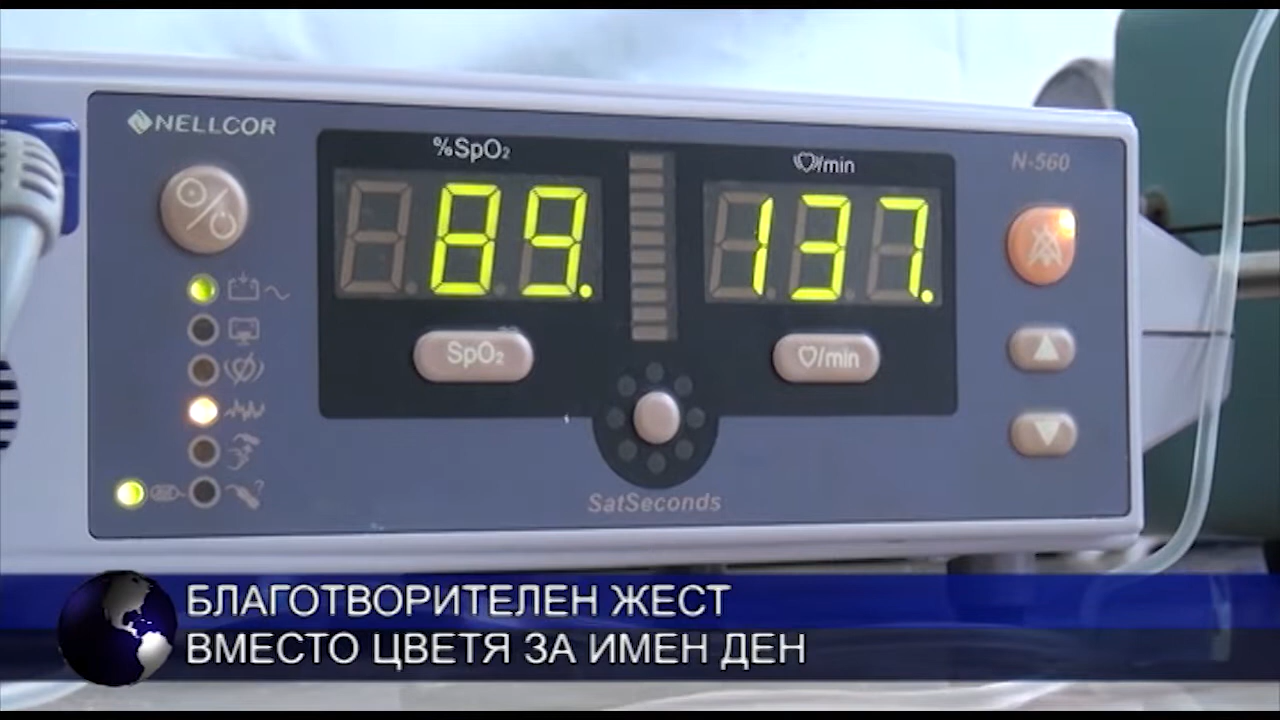 NELLCOR
%SpO₂
/min
N-560
89.
137.
SpO₂
/min
SatSeconds
БЛАГОТВОРИТЕЛЕН ЖЕСТ
ВМЕСТО ЦВЕТЯ ЗА ИМЕН ДЕН